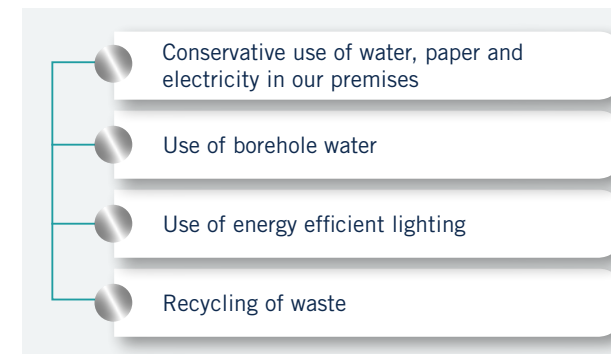 Conservative use of water, paper and
electricity in our premises
Use of borehole water
Use of energy efficient lighting
Recycling of waste